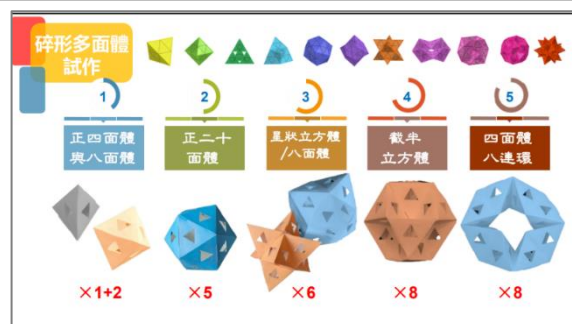 碎形多面體
試作
1
2
3
4
5
正四面體
與八面體
正二十
面體
星狀立方體
/八面體
截半
立方體
四面體
八連環
×1+2
×5
×6
×8
×8